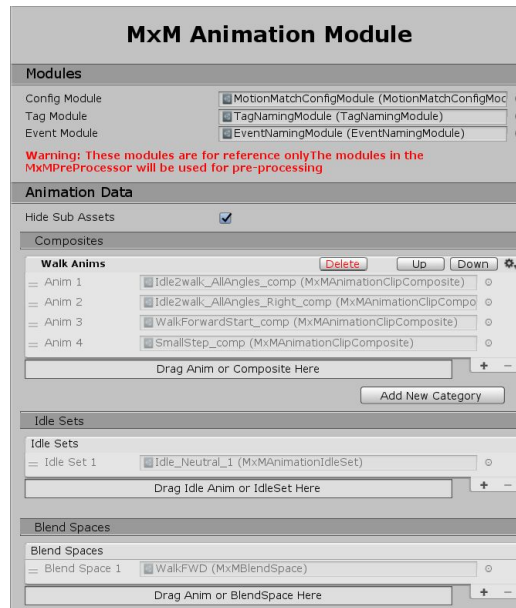 MxM Animation Module
Modules
Config Module MotionMatchConfigModule (MotionMatchConfigMoc
Tag Module TagNamingModule (TagNamingModule)
Event Module EventNamingModule (EventNamingModule)
Warning: These modules are for reference onlyThe modules in the
MxMPreProcessor will be used for pre-processing
Animation Data
Hide Sub Assets
Composites
Walk Anims Delete Up Down
Anim 1 Idle2walk_AllAngles_comp (MxMAnimationClipComposite)
Anim 2 Idle2walk_AllAngles_Right_comp (MxMAnimationClipCompo
Anim 3 WalkForwardStart_comp (MxMAnimationClipComposite)
Anim 4 SmallStep_comp (MxMAnimationClipComposite)
Drag Anim or Composite Here + −
Add New Category
Idle Sets
Idle Sets
Idle Set 1 Idle_Neutral_1 (MxMAnimationIdleSet)
Drag Idle Anim or IdleSet Here + −
Blend Spaces
Blend Spaces
Blend Space 1 WalkFWD (MxMBlendSpace)
Drag Anim or BlendSpace Here + −